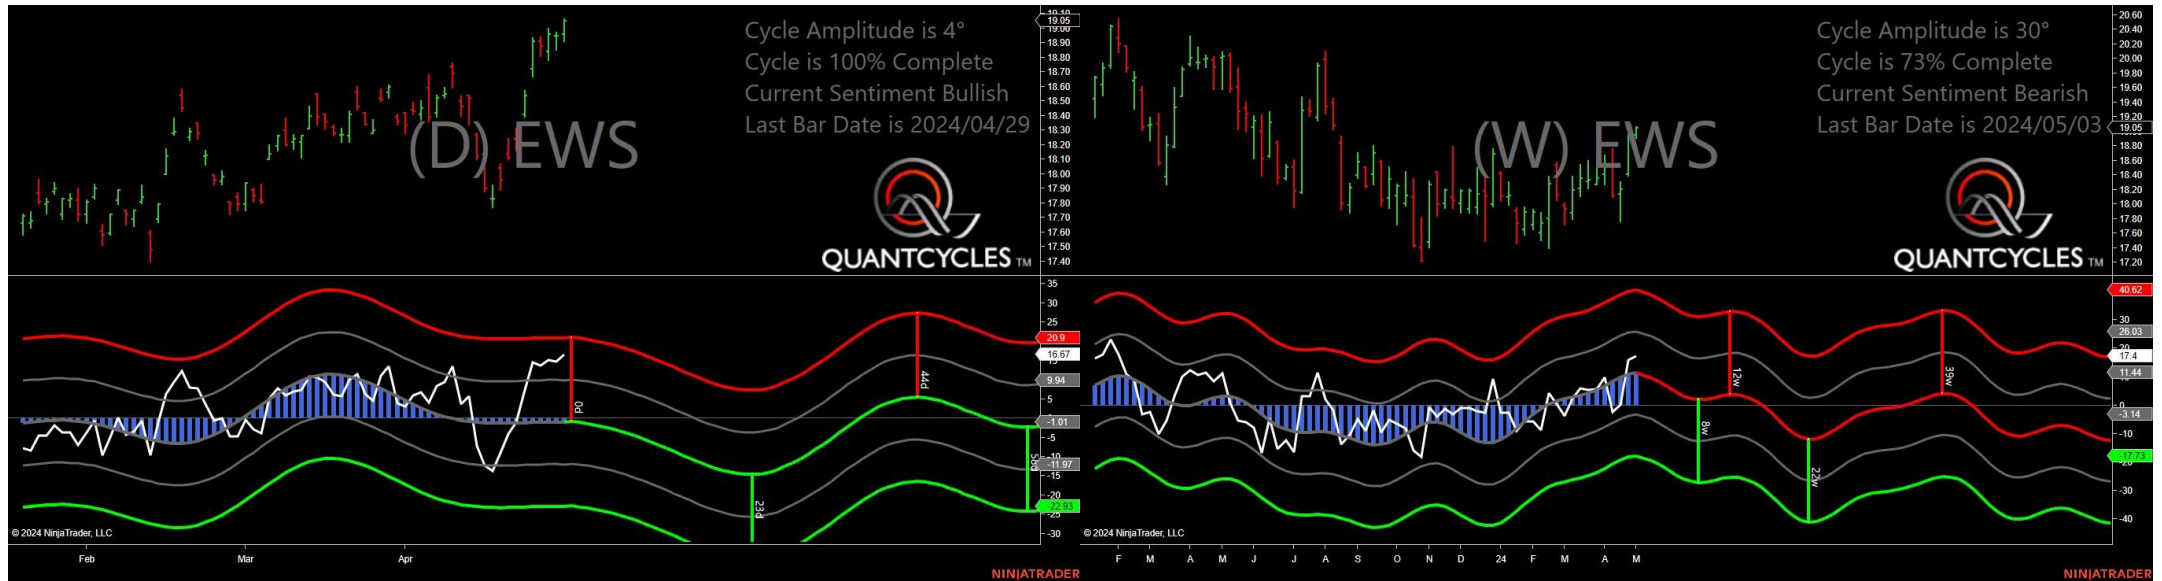 Cycle Amplitude is 4°
Cycle is 100% Complete
Current Sentiment Bullish
Last Bar Date is 2024/04/29
(D) EWS
QUANTCYCLES TM
19.10
19.05
19.00
18.90
18.80
18.70
18.60
18.50
18.40
18.30
18.20
18.10
18.00
17.90
17.80
17.70
17.60
17.50
17.40
35
30
25
20.9
16.67
9.94
5
-1.01
-5
-10
-11.97
-15
-20
-22.93
-25
-30
0d
23d
44d
© 2024 NinjaTrader, LLC
Feb Mar Apr
NINJATRADER
Cycle Amplitude is 30°
Cycle is 73% Complete
Current Sentiment Bearish
Last Bar Date is 2024/05/03
(W) EWS
QUANTCYCLES TM
20.60
20.40
20.20
20.00
19.80
19.60
19.40
19.20
19.05
18.80
18.60
18.40
18.20
18.00
17.80
17.60
17.40
17.20
40.62
30
26.03
20
17.4
11.44
0
-3.14
-10
-17.73
-20
-30
-40
8w
12w
22w
39w
© 2024 NinjaTrader, LLC
F M A M J J A S O N D 24 F M A M
NINJATRADER